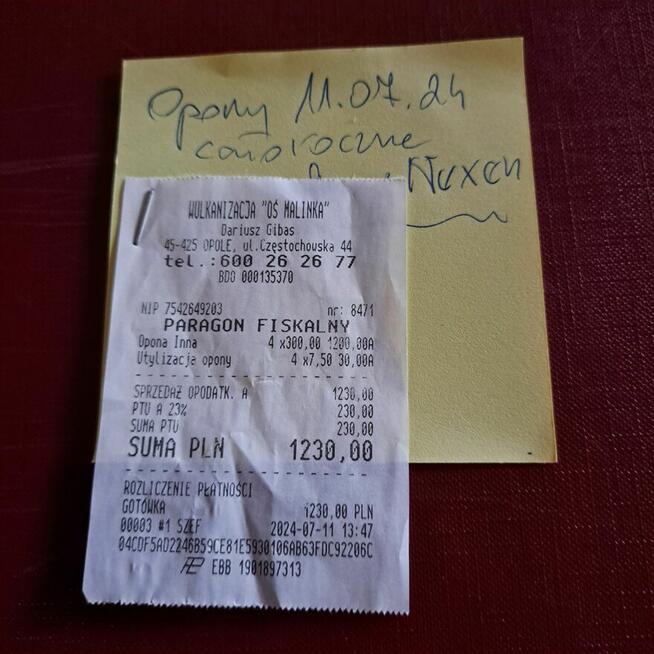 Opony 11.07.24
całoroczne
Nexen
WULKANIZACJA "OŚ MALINKA"
Dariusz Gibas
45-425 OPOLE, ul.Częstochowska 44
tel.:600 26 26 77
BDO 000135370
NIP 7542649203 nr: 8471
PARAGON FISKALNY
Opona Inna 4 x300,00 1200,00A
Utylizacja opony 4 x7,50 30,00A
SPRZEDAŻ OPODATK. A 1230,00
PTU A 23% 230,00
SUMA PTU 230,00
SUMA PLN 1230,00
ROZLICZENIE PŁATNOŚCI
GOTÓWKA 1230,00 PLN
00003 #1 SZEF 2024-07-11 13:47
04CDF5AD2246B59CE81E5930106AB63FDC92206C
EBB 1901897313